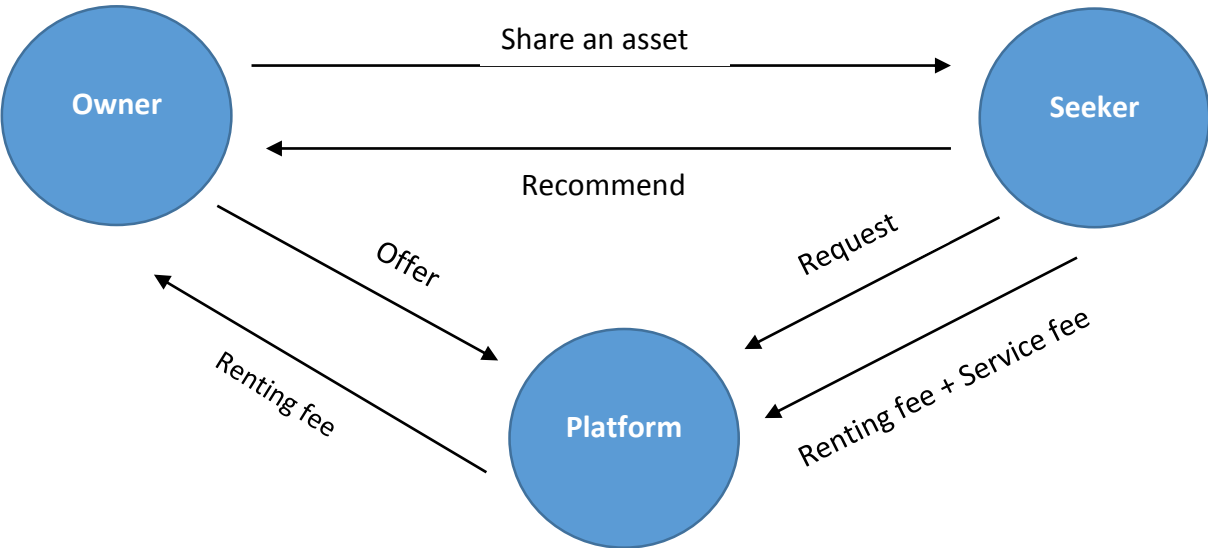 Share an asset
Owner
Seeker
Recommend
Offer
Request
Renting fee
Renting fee + Service fee
Platform